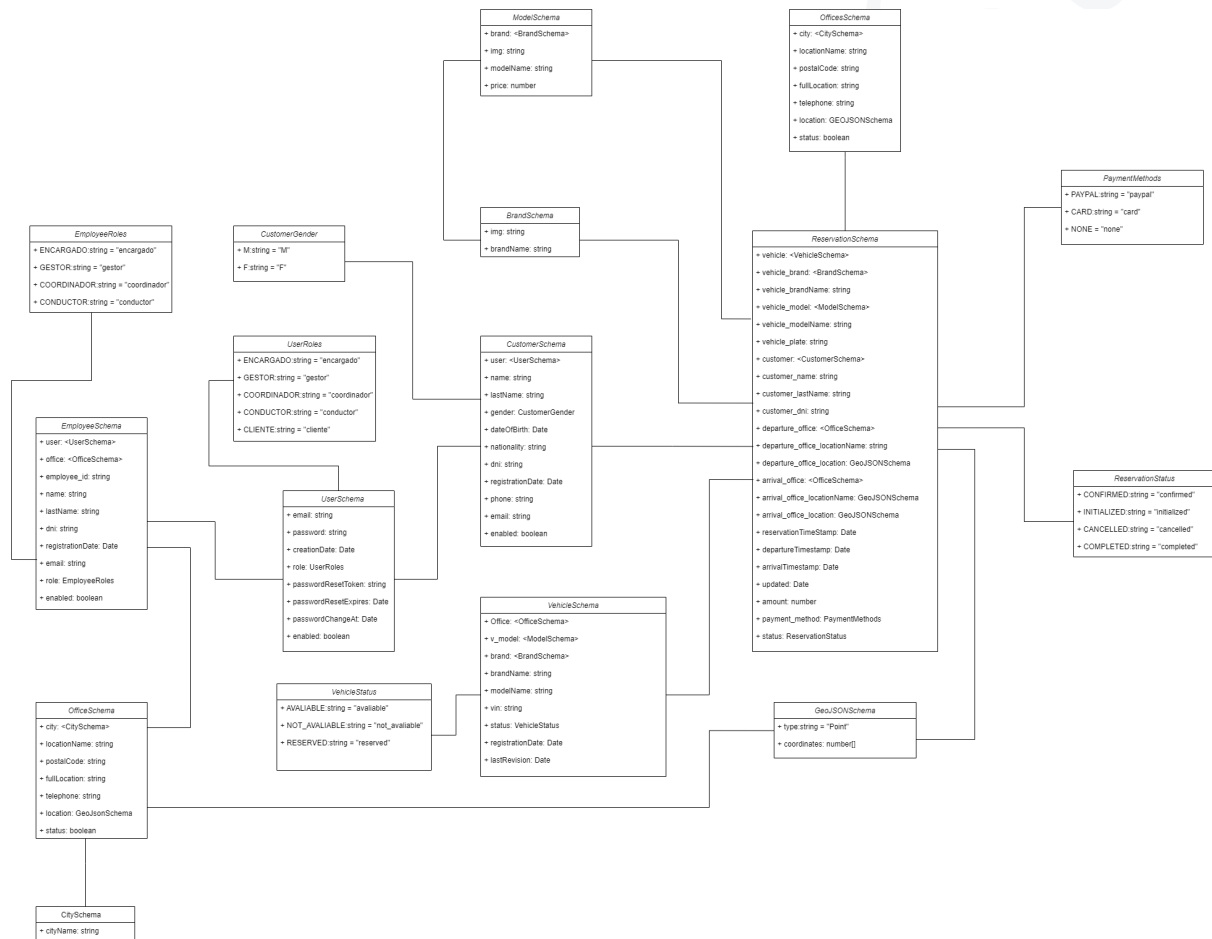 ModelSchema
+ brand: <BrandSchema>
+ img: string
+ modelName: string
+ price: number
OfficesSchema
+ city: <CitySchema>
+ locationName: string
+ postalCode: string
+ fullLocation: string
+ telephone: string
+ location: GEOJSONSchema
+ status: boolean
PaymentMethods
+ PAYPAL:string = "paypal"
+ CARD:string = "card"
+ NONE = "none"
EmployeeRoles
+ ENCARGADO:string = "encargado"
+ GESTOR:string = "gestor"
+ COORDINADOR:string = "coordinador"
+ CONDUCTOR:string = "conductor"
CustomerGender
+ M:string = "M"
+ F:string = "F"
BrandSchema
+ img: string
+ brandName: string
ReservationSchema
+ vehicle: <VehicleSchema>
+ vehicle_brand: <BrandSchema>
+ vehicle_brandName: string
+ vehicle_model: <ModelSchema>
+ vehicle_modelName: string
+ vehicle_plate: string
+ customer: <CustomerSchema>
+ customer_name: string
+ customer_lastName: string
+ customer_dni: string
+ departure_office: <OfficeSchema>
+ departure_office_locationName: string
+ departure_office_location: GeoJSONSchema
+ arrival_office: <OfficeSchema>
+ arrival_office_locationName: GeoJSONSchema
+ arrival_office_location: GeoJSONSchema
+ reservationTimeStamp: Date
+ departureTimestamp: Date
+ arrivalTimestamp: Date
+ updated: Date
+ amount: number
+ payment_method: PaymentMethods
+ status: ReservationStatus
UserRoles
+ ENCARGADO:string = "encargado"
+ GESTOR:string = "gestor"
+ COORDINADOR:string = "coordinador"
+ CONDUCTOR:string = "conductor"
+ CLIENTE:string = "cliente"
CustomerSchema
+ user: <UserSchema>
+ name: string
+ lastName: string
+ gender: CustomerGender
+ dateOfBirth: Date
+ nationality: string
+ dni: string
+ registrationDate: Date
+ phone: string
+ email: string
+ enabled: boolean
EmployeeSchema
+ user: <UserSchema>
+ office: <OfficeSchema>
+ employee_id: string
+ name: string
+ lastName: string
+ dni: string
+ registrationDate: Date
+ email: string
+ role: EmployeeRoles
+ enabled: boolean
UserSchema
+ email: string
+ password: string
+ creationDate: Date
+ role: UserRoles
+ passwordResetToken: string
+ passwordResetExpires: Date
+ passwordChangeAt: Date
+ enabled: boolean
ReservationStatus
+ CONFIRMED:string = "confirmed"
+ INITIALIZED:string = "initialized"
+ CANCELLED:string = "cancelled"
+ COMPLETED:string = "completed"
VehicleSchema
+ Office: <OfficeSchema>
+ v_model: <ModelSchema>
+ brand: <BrandSchema>
+ brandName: string
+ modelName: string
+ vin: string
+ status: VehicleStatus
+ registrationDate: Date
+ lastRevision: Date
VehicleStatus
+ AVALIABLE:string = "avaliable"
+ NOT_AVALIABLE:string = "not_avaliable"
+ RESERVED:string = "reserved"
OfficeSchema
+ city: <CitySchema>
+ locationName: string
+ postalCode: string
+ fullLocation: string
+ telephone: string
+ location: GeoJsonSchema
+ status: boolean
GeoJSONSchema
+ type:string = "Point"
+ coordinates: number[]
CitySchema
+ cityName: string